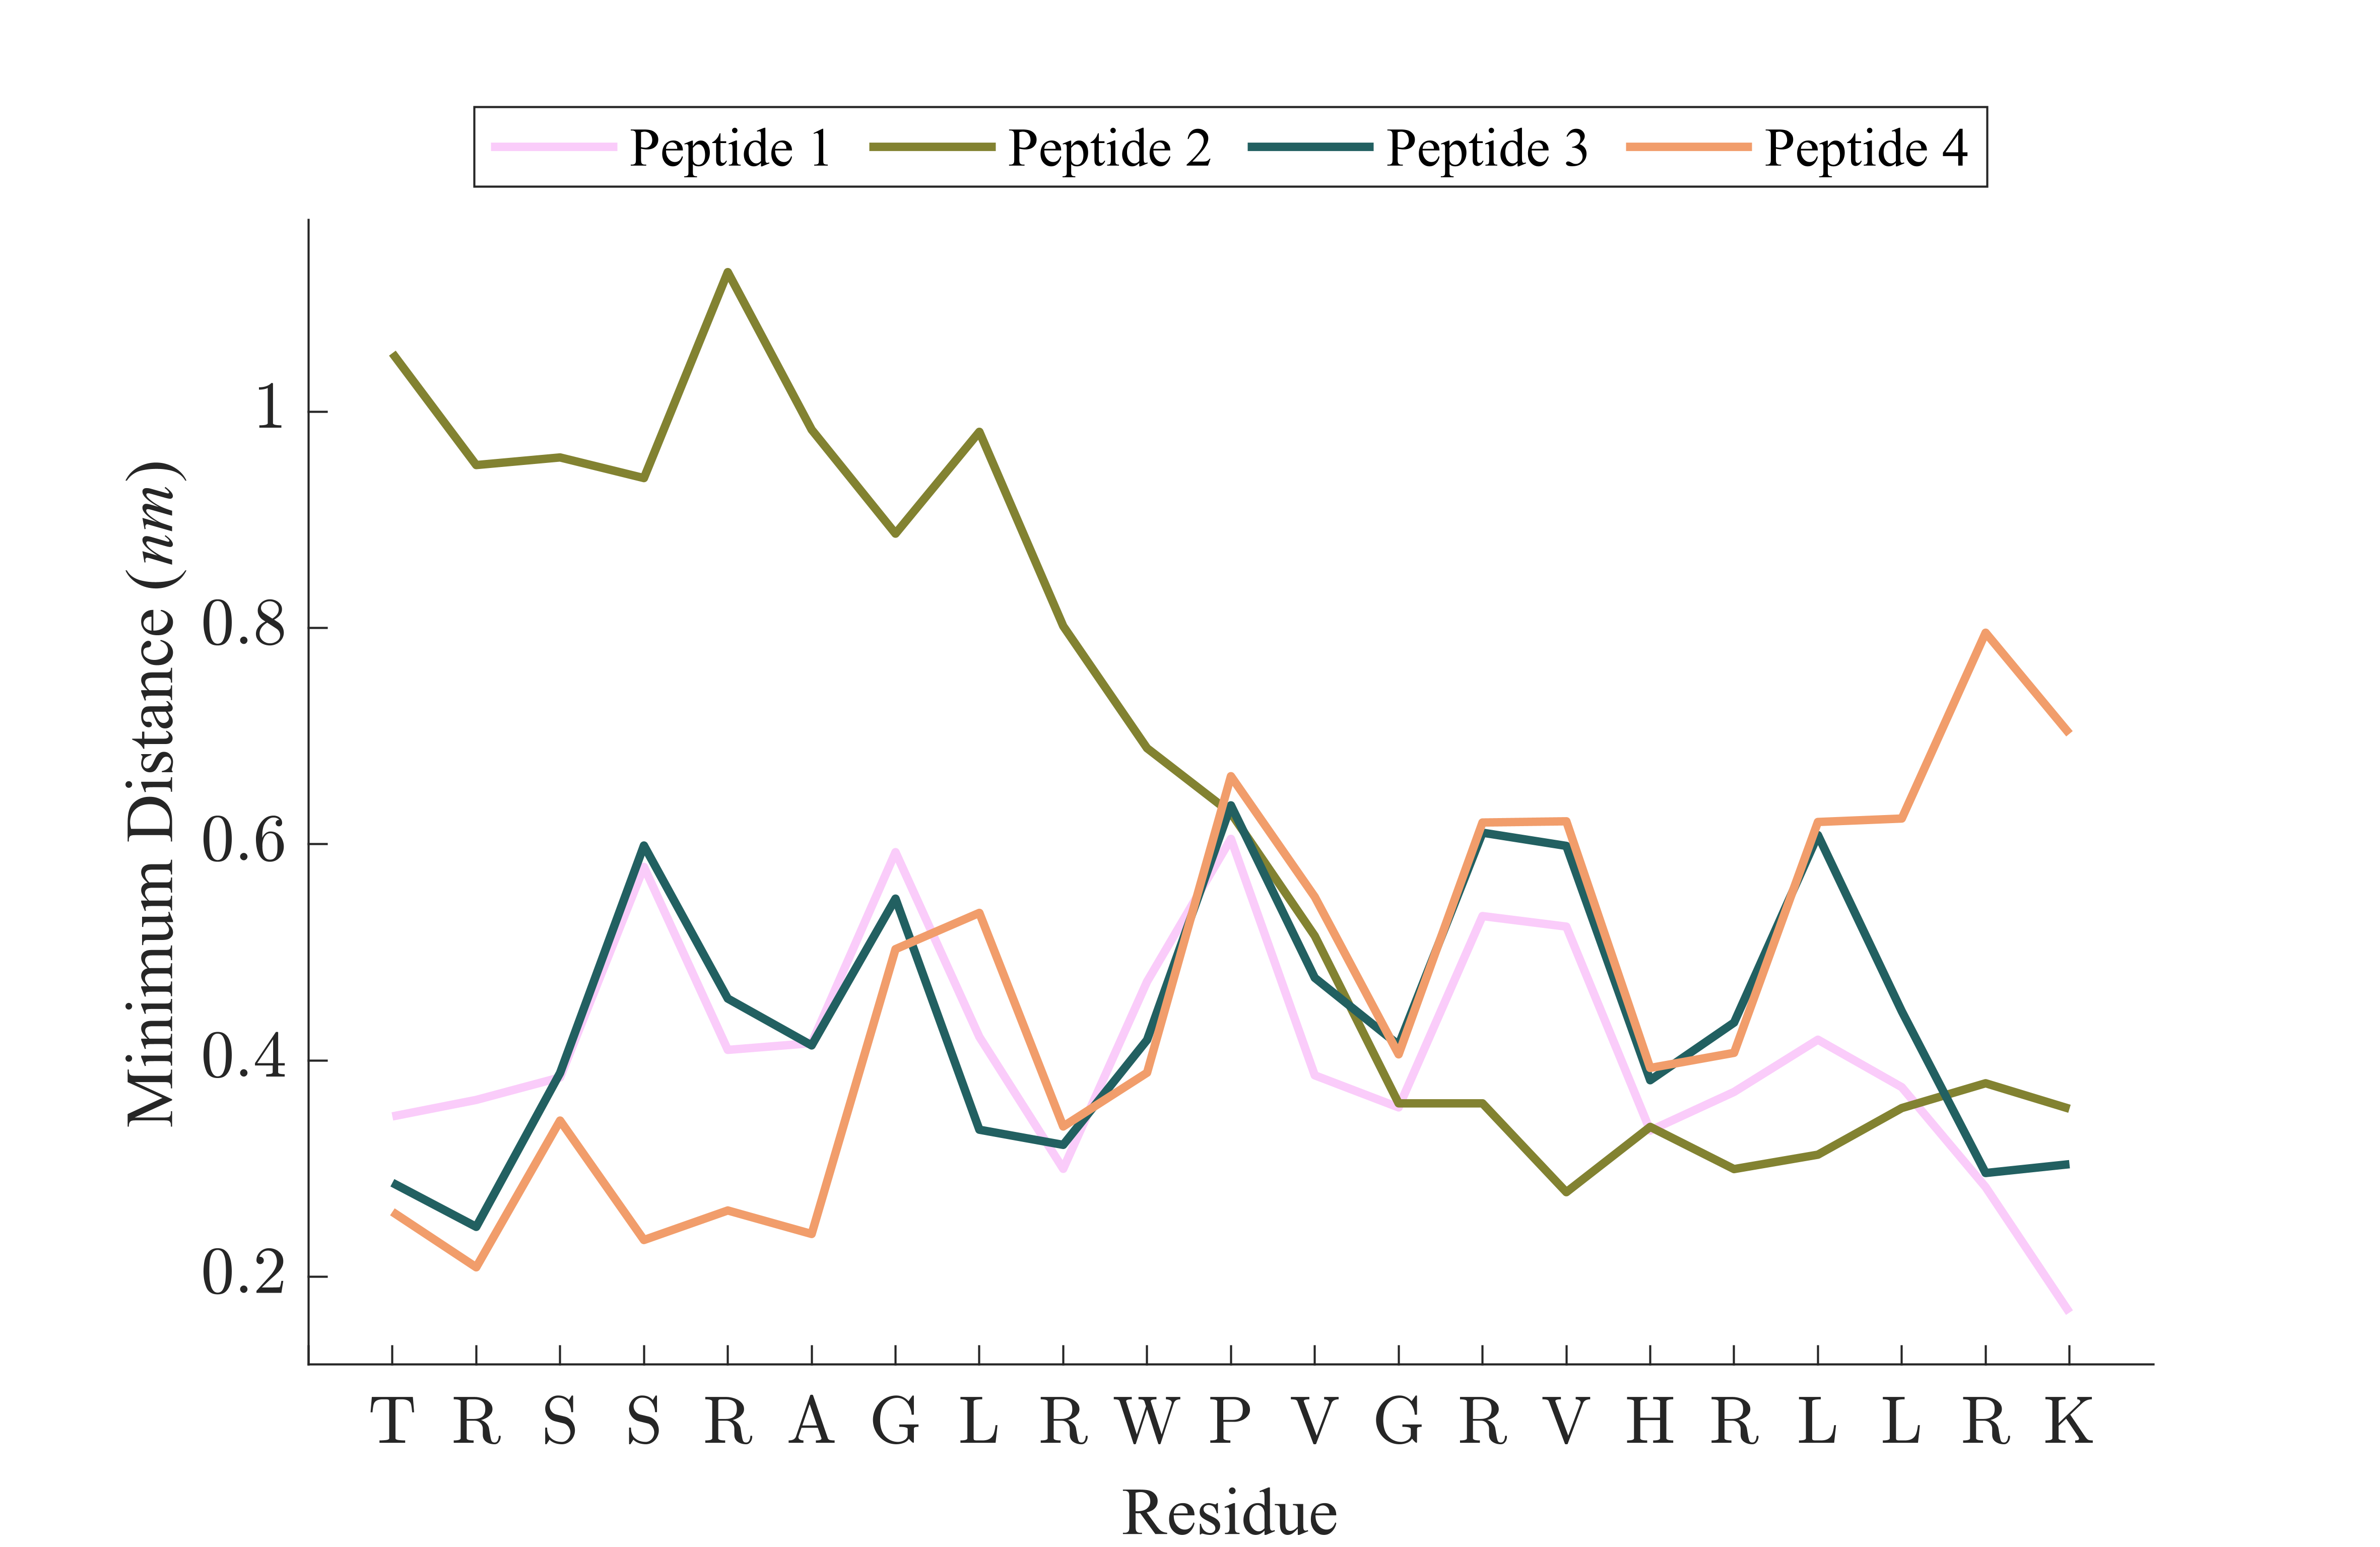 Peptide 1 Peptide 2 Peptide 3 Peptide 4
Minimum Distance (nm)
1
0.8
0.6
0.4
0.2
T R S S R A G L R W P V G R V H R L L R K
Residue